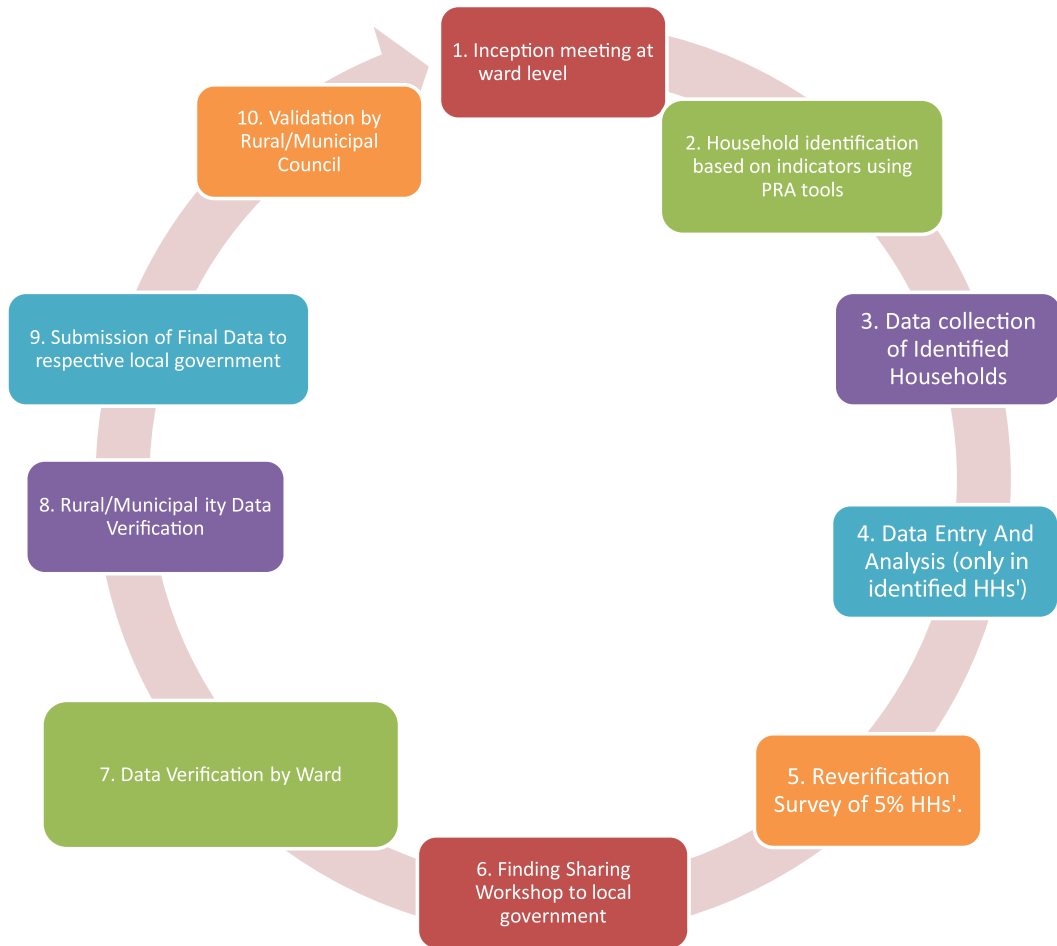 1. Inception meeting at
ward level
2. Household identification
based on indicators using
PRA tools
3. Data collection
of Identified
Households
4. Data Entry And
Analysis (only in
identified HHs')
5. Reverification
Survey of 5% HHs'.
6. Finding Sharing
Workshop to local
government
7. Data Verification by Ward
8. Rural/Municipal ity Data
Verification
9. Submission of Final Data to
respective local government
10. Validation by
Rural/Municipal
Council